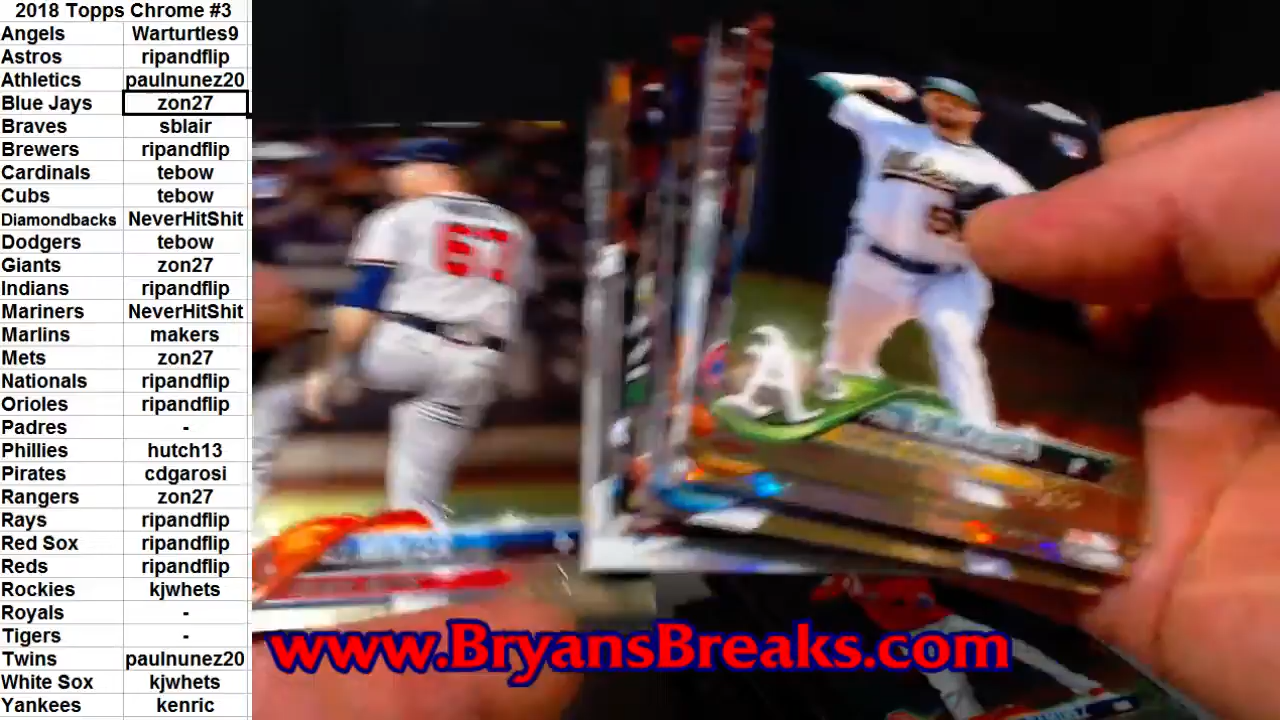 2018 Topps Chrome #3
Angels Warturtles9
Astros ripandflip
Athletics paulnunez20
Blue Jays zon27
Braves sblair
Brewers ripandflip
Cardinals tebow
Cubs tebow
Diamondbacks NeverHitShit
Dodgers tebow
Giants zon27
Indians ripandflip
Mariners NeverHitShit
Marlins makers
Mets zon27
Nationals ripandflip
Orioles ripandflip
Padres -
Phillies hutch13
Pirates cdgarosi
Rangers zon27
Rays ripandflip
Red Sox ripandflip
Reds ripandflip
Rockies kjwhets
Royals -
Tigers -
Twins paulnunez20
White Sox kjwhets
Yankees kenric
www.BryansBreaks.com